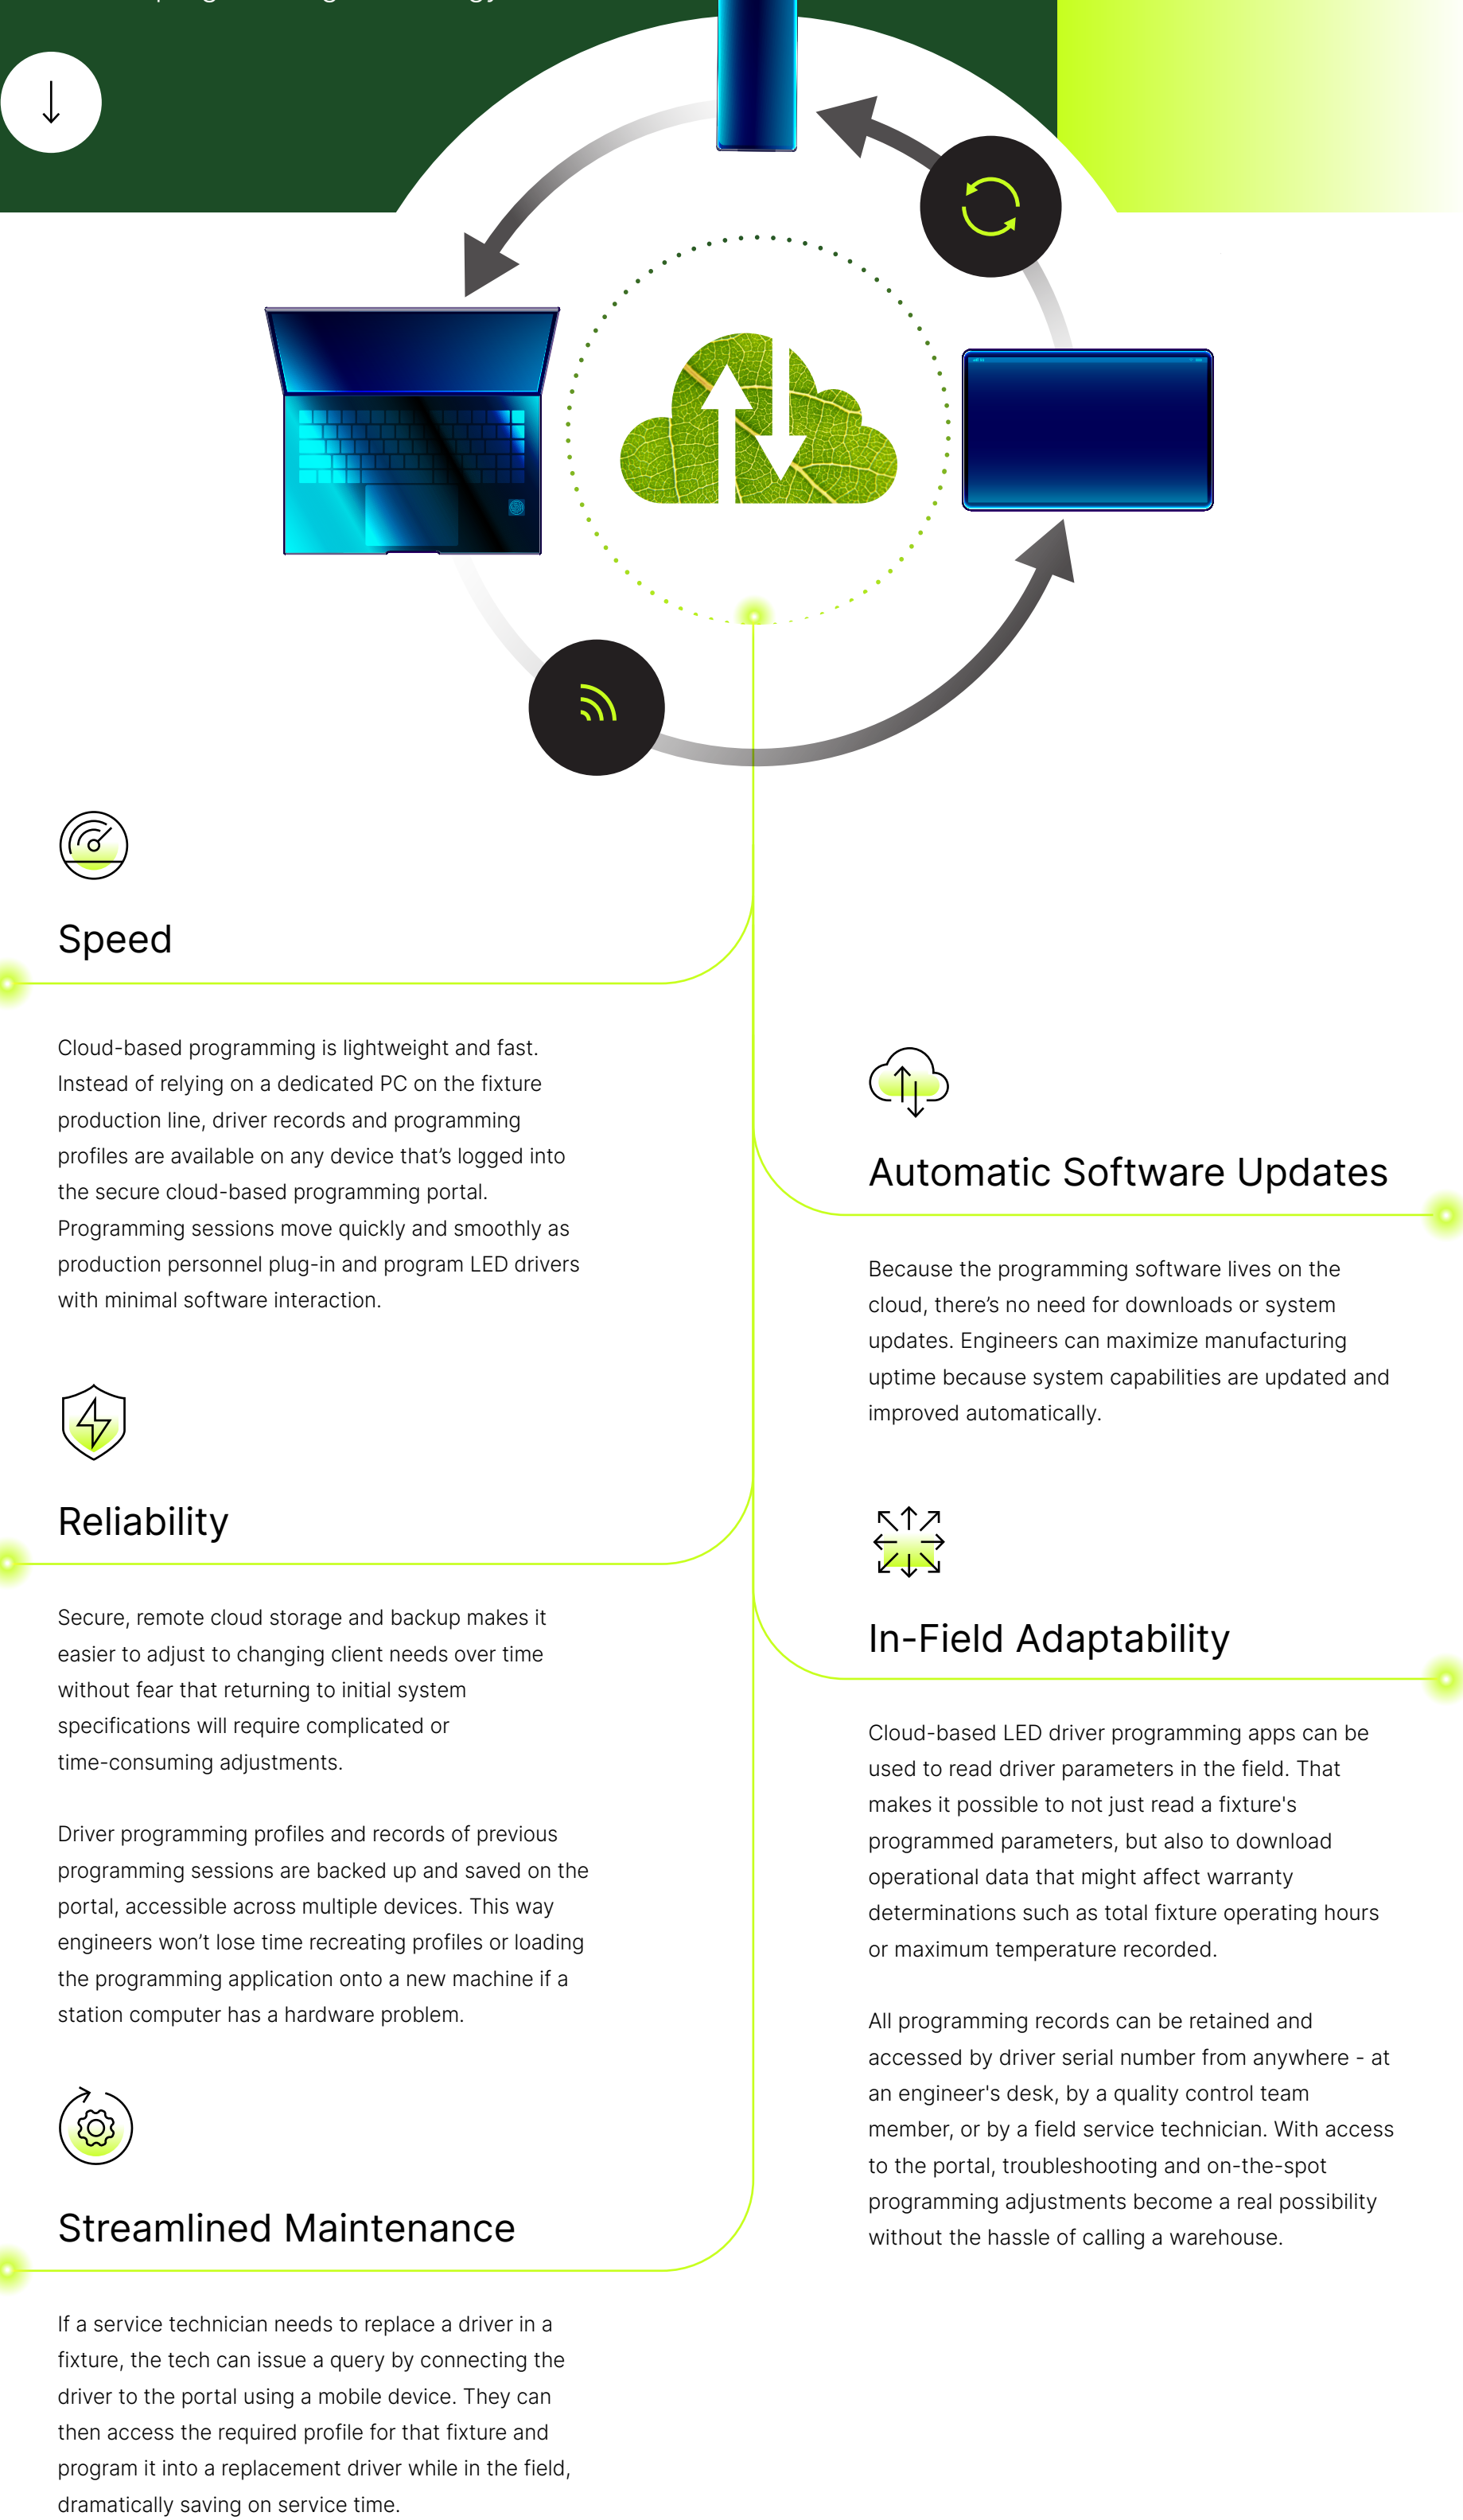 Speed
Cloud-based programming is lightweight and fast.
Instead of relying on a dedicated PC on the fixture
production line, driver records and programming
profiles are available on any device that’s logged into
the secure cloud-based programming portal.
Programming sessions move quickly and smoothly as
production personnel plug-in and program LED drivers
with minimal software interaction.
Automatic Software Updates
Because the programming software lives on the
cloud, there’s no need for downloads or system
updates. Engineers can maximize manufacturing
uptime because system capabilities are updated and
improved automatically.
Reliability
Secure, remote cloud storage and backup makes it
easier to adjust to changing client needs over time
without fear that returning to initial system
specifications will require complicated or
time-consuming adjustments.
Driver programming profiles and records of previous
programming sessions are backed up and saved on the
portal, accessible across multiple devices. This way
engineers won’t lose time recreating profiles or loading
the programming application onto a new machine if a
station computer has a hardware problem.
In-Field Adaptability
Cloud-based LED driver programming apps can be
used to read driver parameters in the field. That
makes it possible to not just read a fixture's
programmed parameters, but also to download
operational data that might affect warranty
determinations such as total fixture operating hours
or maximum temperature recorded.
All programming records can be retained and
accessed by driver serial number from anywhere - at
an engineer's desk, by a quality control team
member, or by a field service technician. With access
to the portal, troubleshooting and on-the-spot
programming adjustments become a real possibility
without the hassle of calling a warehouse.
Streamlined Maintenance
If a service technician needs to replace a driver in a
fixture, the tech can issue a query by connecting the
driver to the portal using a mobile device. They can
then access the required profile for that fixture and
program it into a replacement driver while in the field,
dramatically saving on service time.